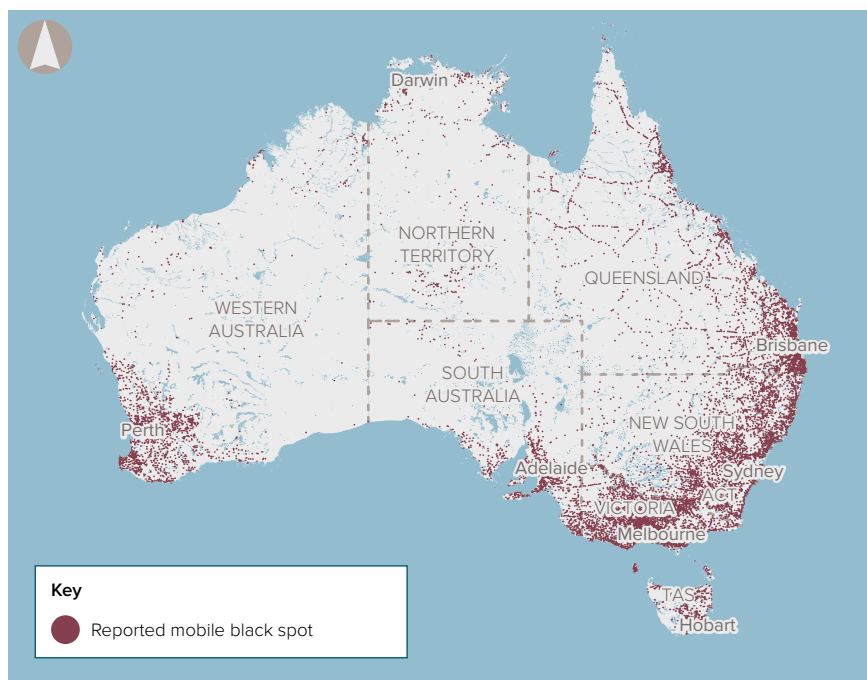 Darwin
NORTHERN
TERRITORY
QUEENSLAND
WESTERN
AUSTRALIA
Brisbane
SOUTH
AUSTRALIA
NEW SOUTH
WALES
Perth
Adelaide
Sydney
ACT
VICTORIA
Melbourne
TAS
Hobart
Key
Reported mobile black spot